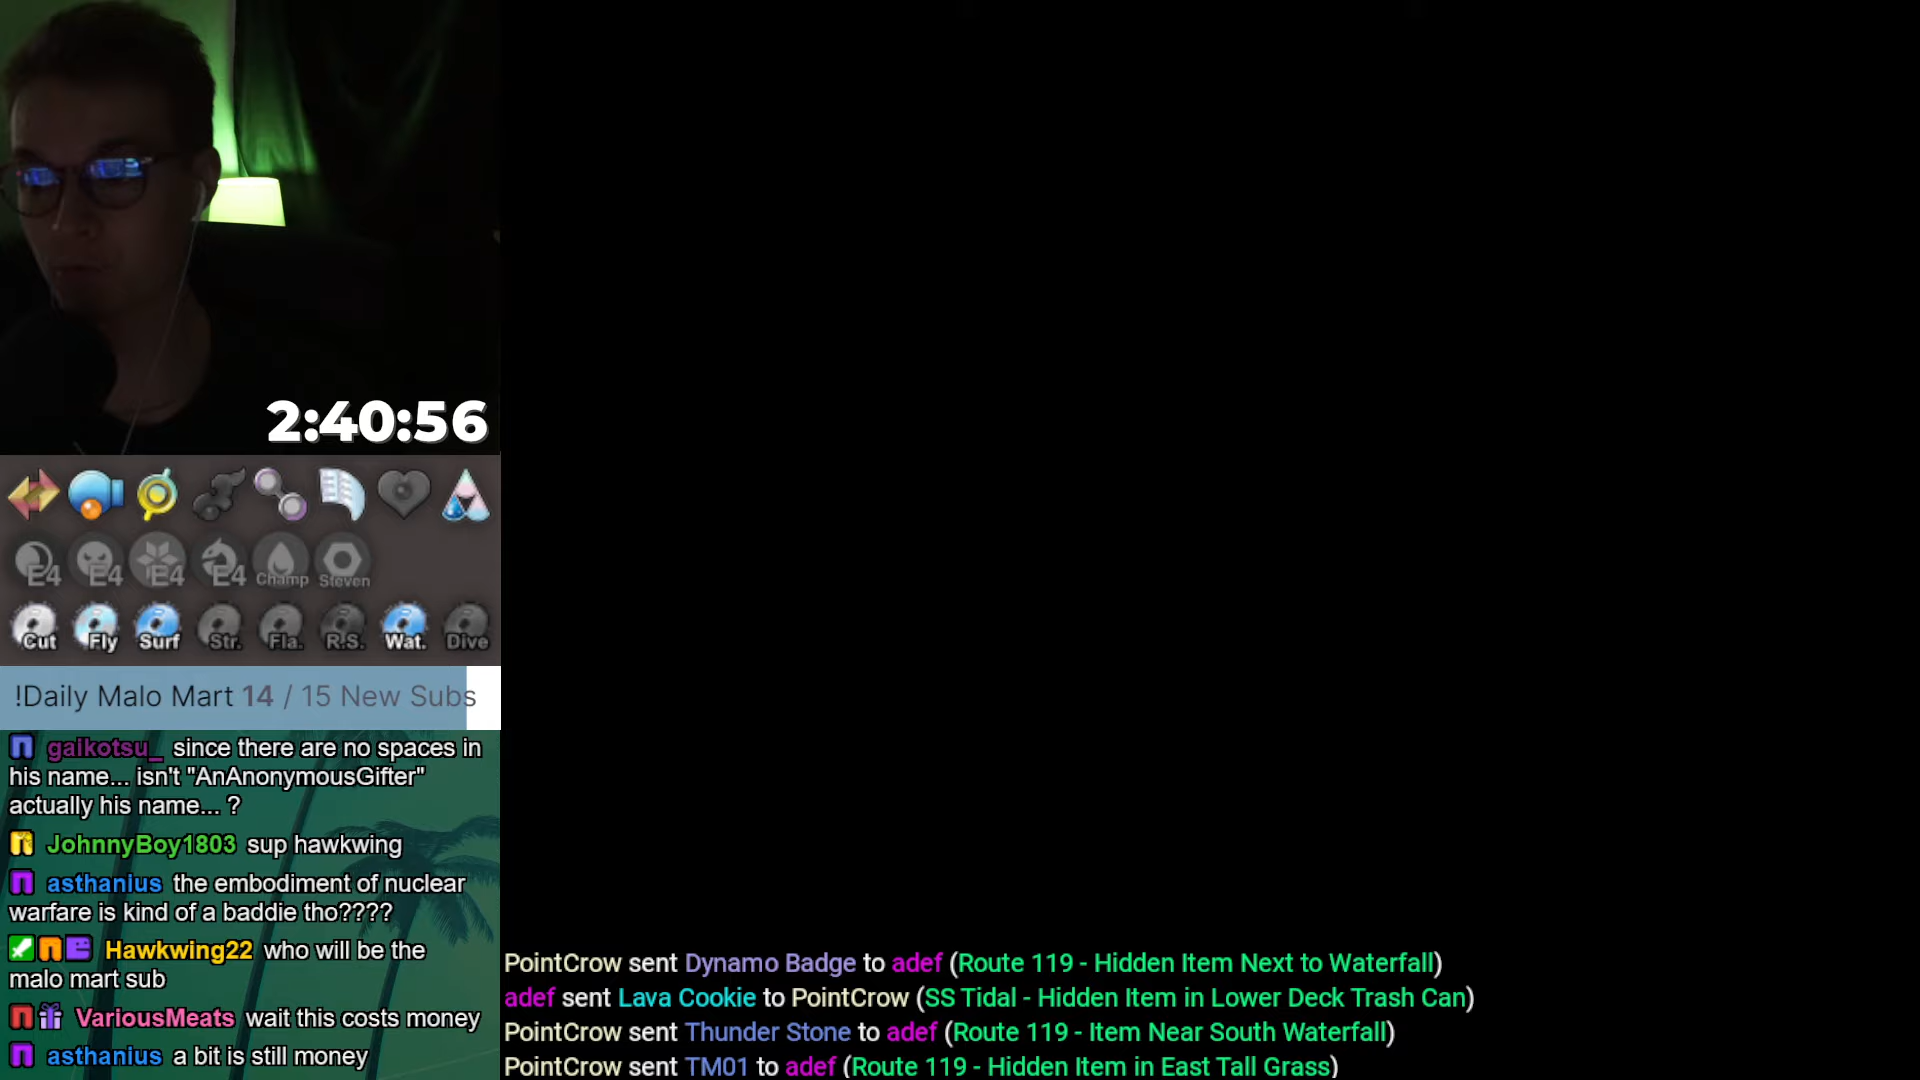 2:40:56
E4 E4 E4 E4 Champ Steven
Cut Fly Surf Str. Fla. R.S. Wat. Dive
!Daily Malo Mart 14 / 15 New Subs
gaikotsu_ since there are no spaces in
his name... isn't "AnAnonymousGifter"
actually his name... ?
JohnnyBoy1803 sup hawkwing
asthanius the embodiment of nuclear
warfare is kind of a baddie tho????
Hawkwing22 who will be the
malo mart sub
VariousMeats wait this costs money
asthanius a bit is still money
PointCrow sent Dynamo Badge to adef (Route 119 - Hidden Item Next to Waterfall)
adef sent Lava Cookie to PointCrow (SS Tidal - Hidden Item in Lower Deck Trash Can)
PointCrow sent Thunder Stone to adef (Route 119 - Item Near South Waterfall)
PointCrow sent TM01 to adef (Route 119 - Hidden Item in East Tall Grass)